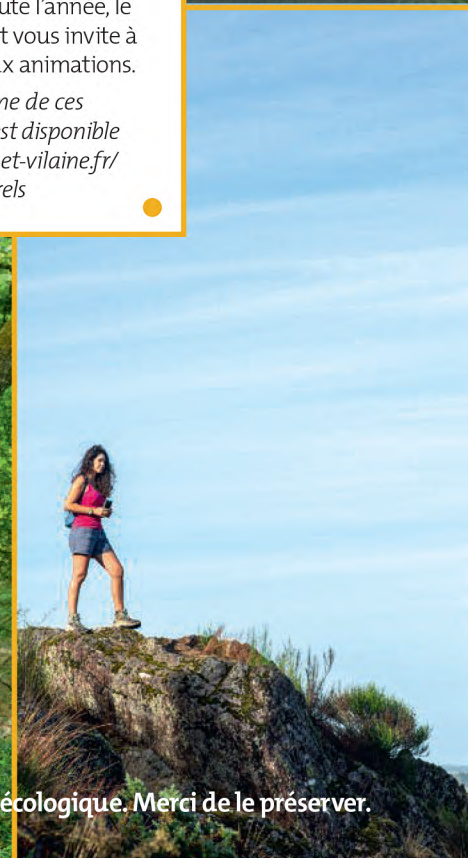 ute l'année, le
t vous invite à
x animations.
ne de ces
st disponible
et-vilaine.fr/
rels
écologique. Merci de le préserver.